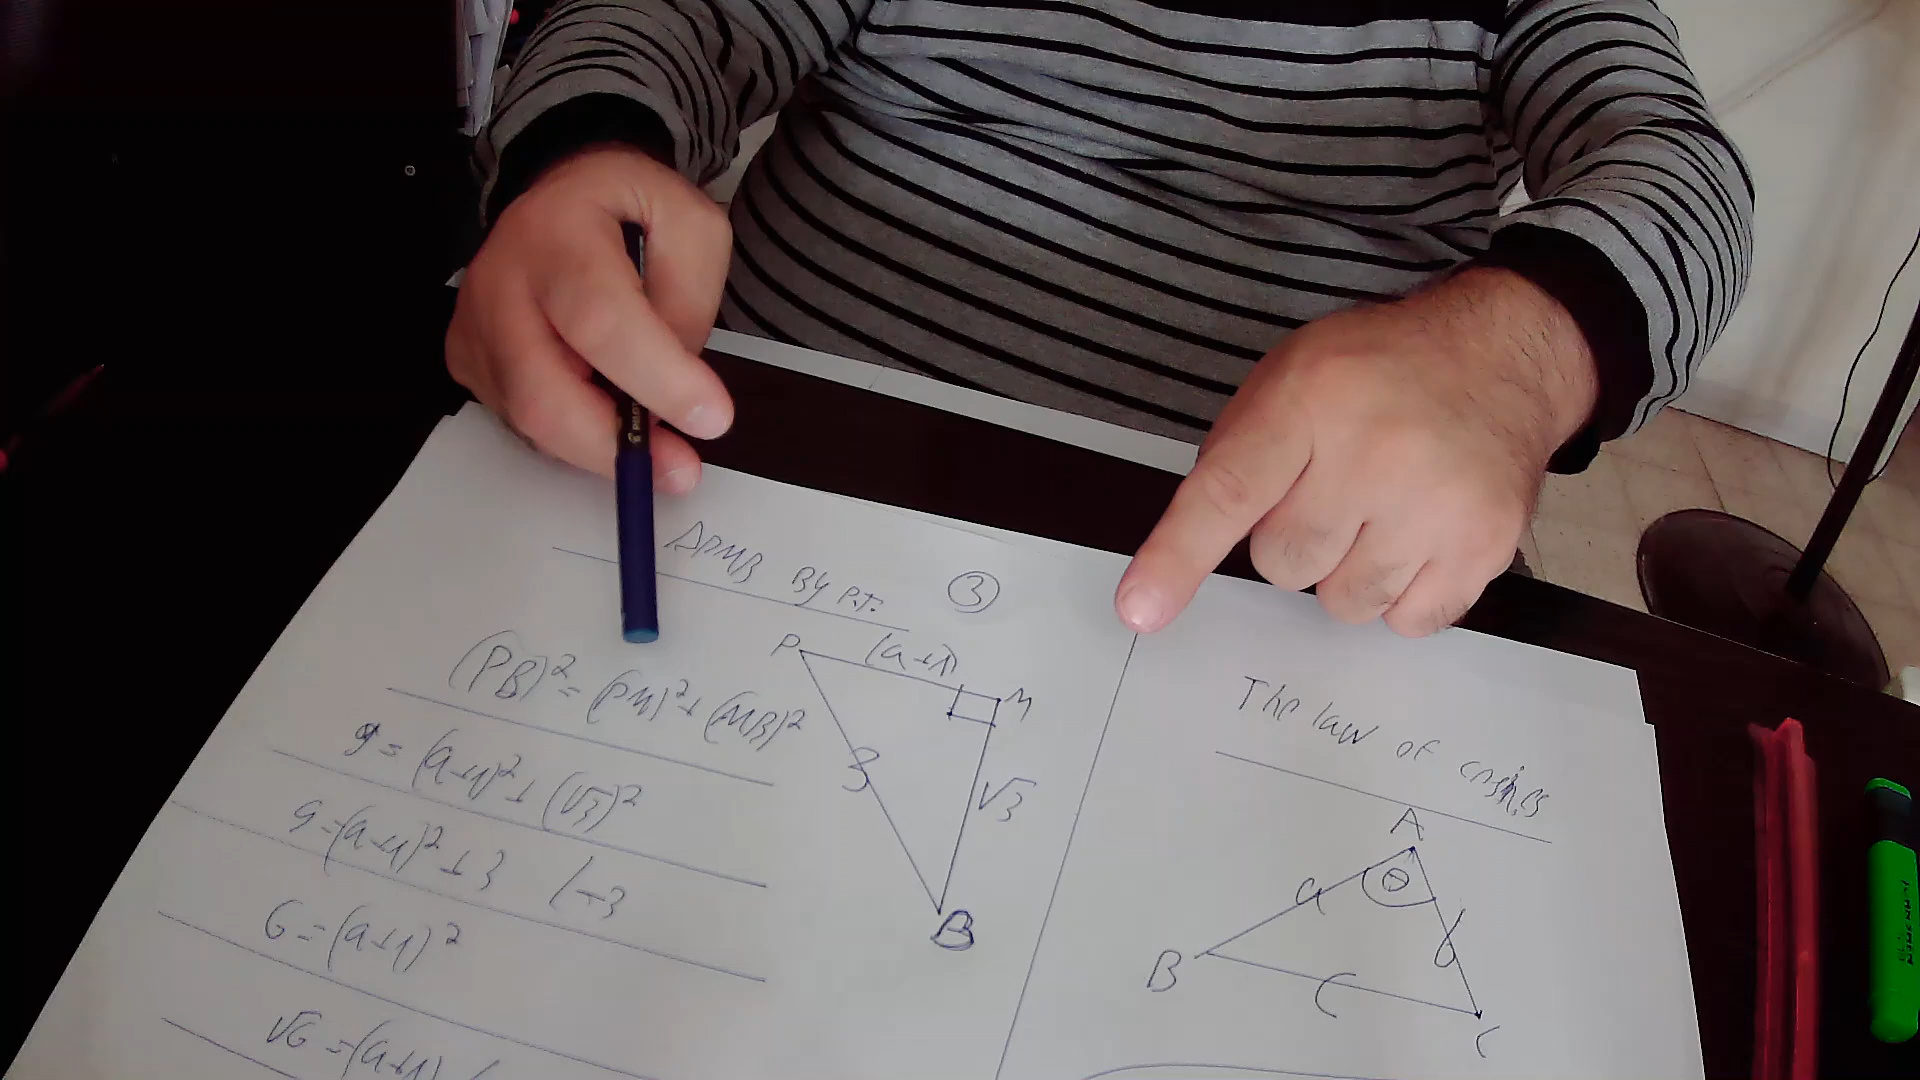 ΔPMB By P.T:
③
(PB)² = (PM)² + (MB)²
9 = (a+1)² + (√3)²
9 = (a+1)² + 3 /-3
6 = (a+1)²
√6 = (a+1) /
P (a+1) M
3 √3
B
The law of cosines
A
θ
a b
B C
C
PILOT